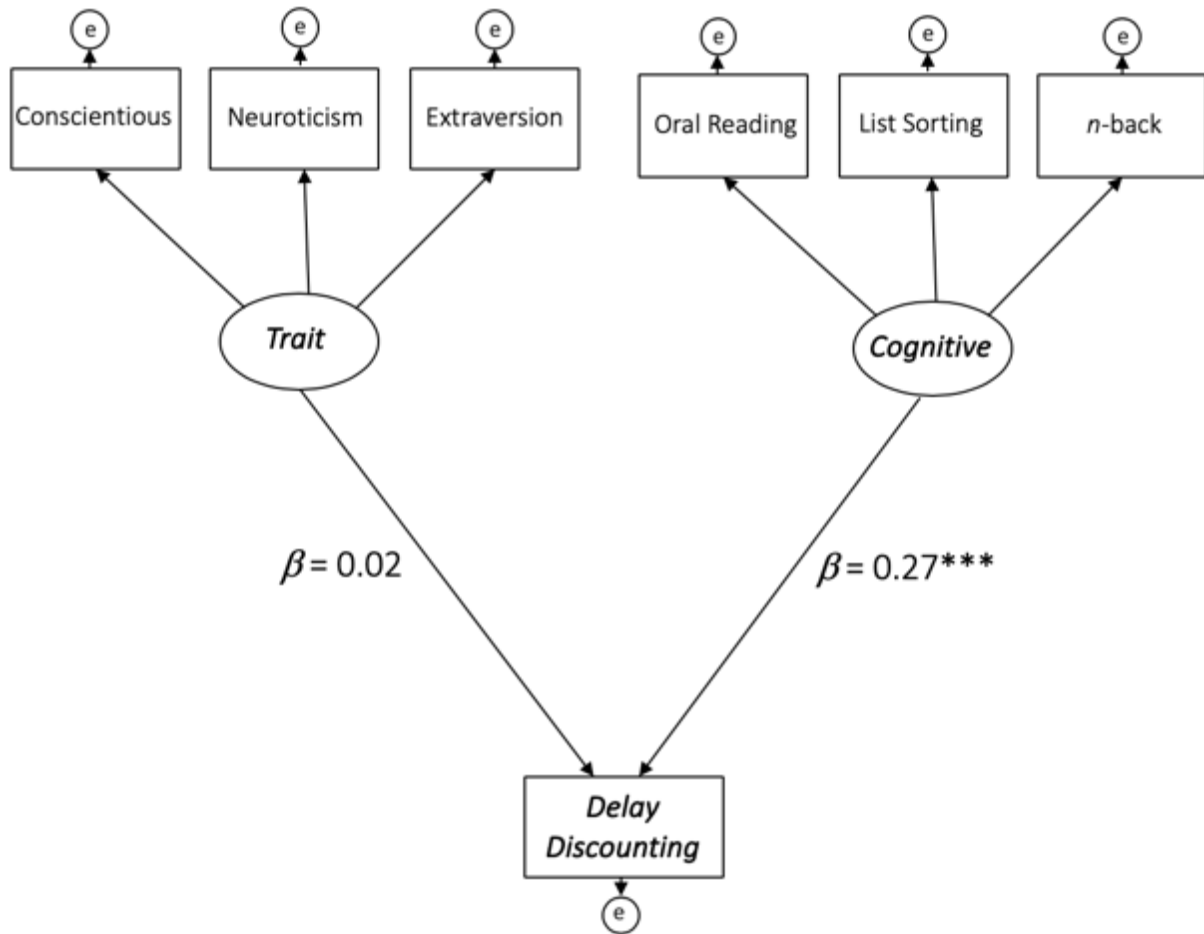 e
e
e
e
e
e
Conscientious
Neuroticism
Extraversion
Oral Reading
List Sorting
n-back
Trait
Cognitive
β = 0.02
β = 0.27***
Delay
Discounting
e